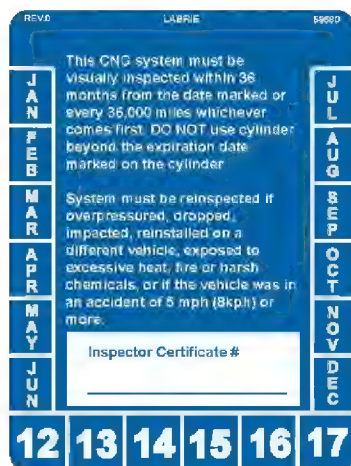 REV.0 LABRIE 59680
This CNG system must be
visually inspected within 36
months from the date marked or
every 36,000 miles whichever
comes first. DO NOT use cylinder
beyond the expiration date
marked on the cylinder
System must be reinspected if
overpressured, dropped,
impacted, reinstalled on a
different vehicle, exposed to
excessive heat, fire or harsh
chemicals, or if the vehicle was in
an accident of 5 mph (8kph) or
more.
Inspector Certificate #
JAN
FEB
MAR
APR
MAY
JUN
JUL
AUG
SEP
OCT
NOV
DEC
12 13 14 15 16 17